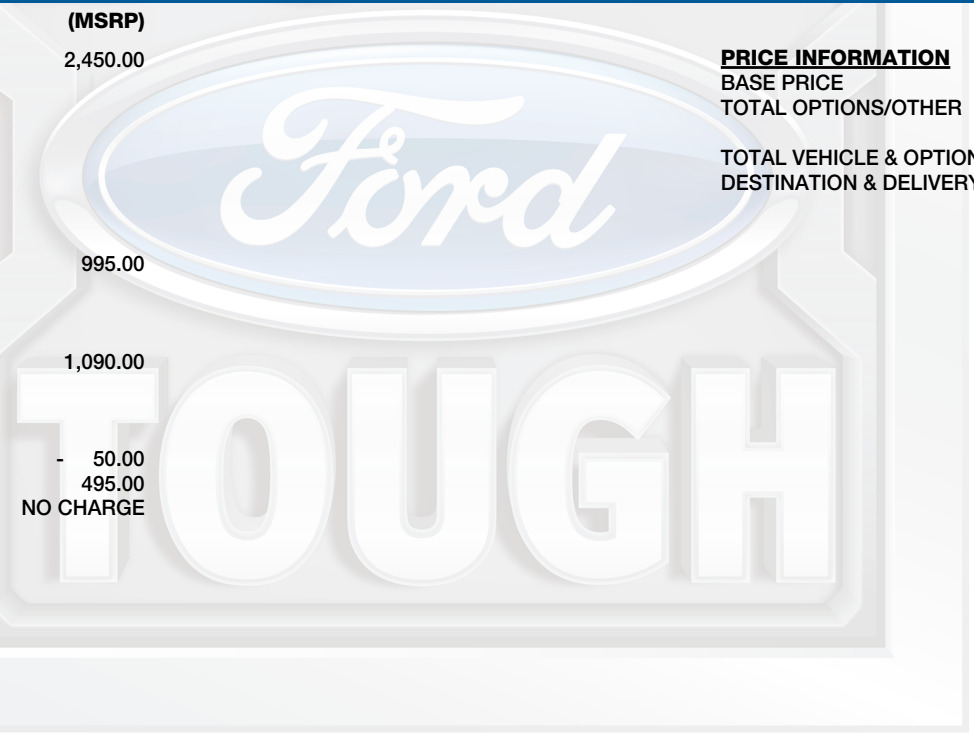 (MSRP)
2,450.00
995.00
1,090.00
- 50.00
495.00
NO CHARGE
PRICE INFORMATION
BASE PRICE
TOTAL OPTIONS/OTHER
TOTAL VEHICLE & OPTION
DESTINATION & DELIVERY
Ford
TOUGH